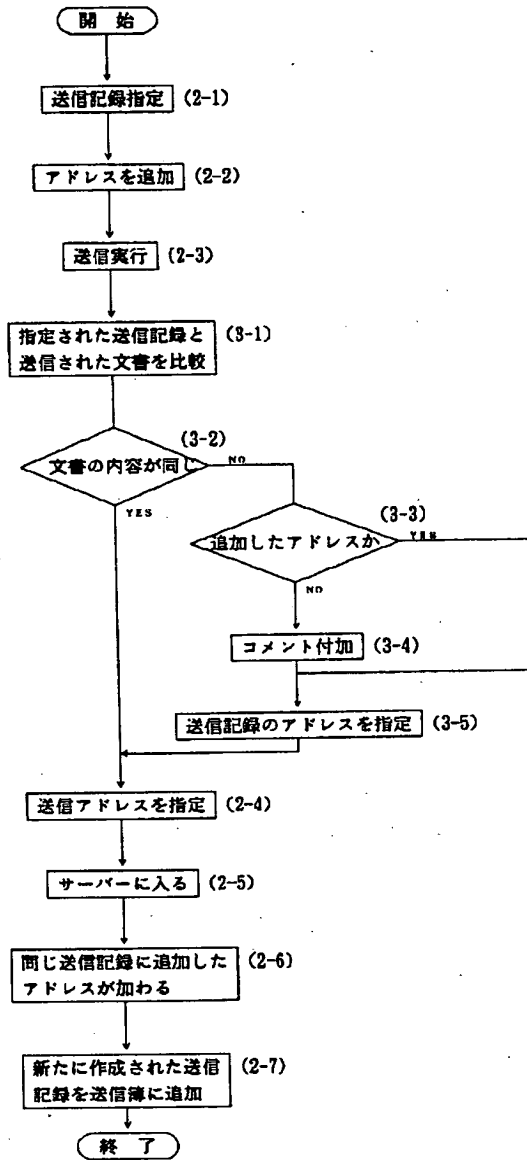 開 始
送信記録指定 (2-1)
アドレスを追加 (2-2)
送信実行 (2-3)
指定された送信記録と (3-1)
送信された文書を比較
(3-2)
文書の内容が同じ NO
YES
(3-3)
追加したアドレスか YES
NO
コメント付加 (3-4)
送信記録のアドレスを指定 (3-5)
送信アドレスを指定 (2-4)
サーバーに入る (2-5)
同じ送信記録に追加した (2-6)
アドレスが加わる
新たに作成された送信 (2-7)
記録を送信簿に追加
終 了